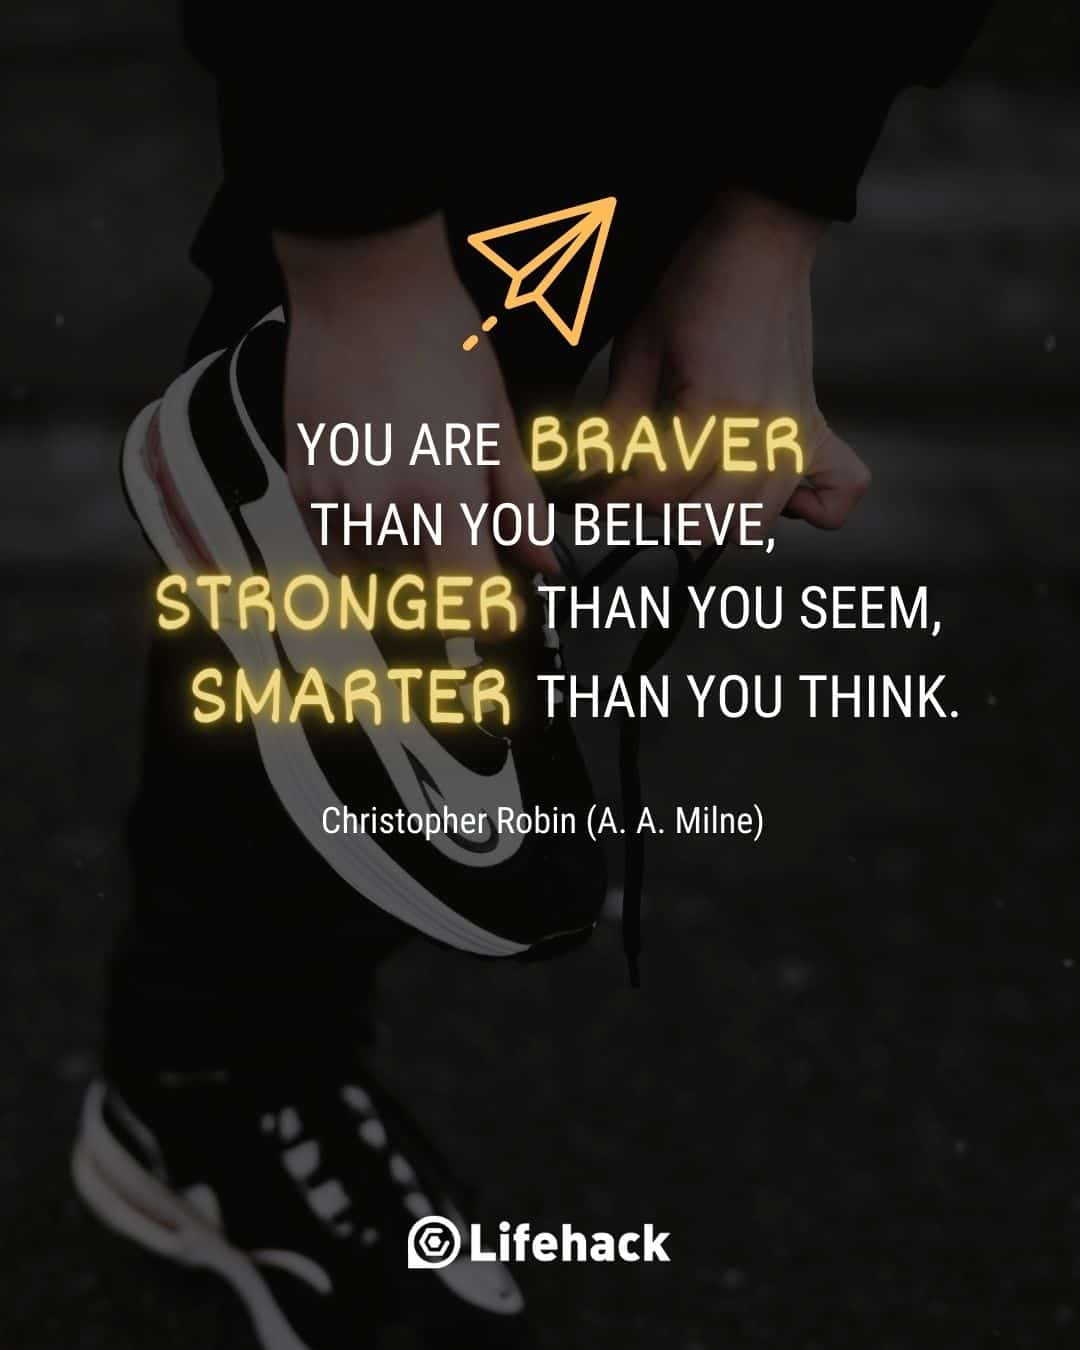 YOU ARE BRAVER
THAN YOU BELIEVE,
STRONGER THAN YOU SEEM,
SMARTER THAN YOU THINK.
Christopher Robin (A. A. Milne)
Lifehack